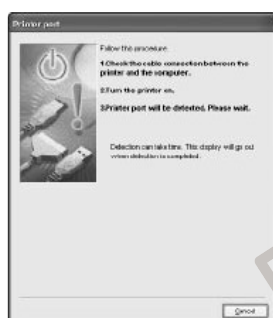 Printer port
Follow the procedure.
1.Check the cable connection between the
printer and the computer.
2.Turn the printer on.
3.Printer port will be detected. Please wait.
Detection can take time. This display will go out
when detection is completed.
Cancel